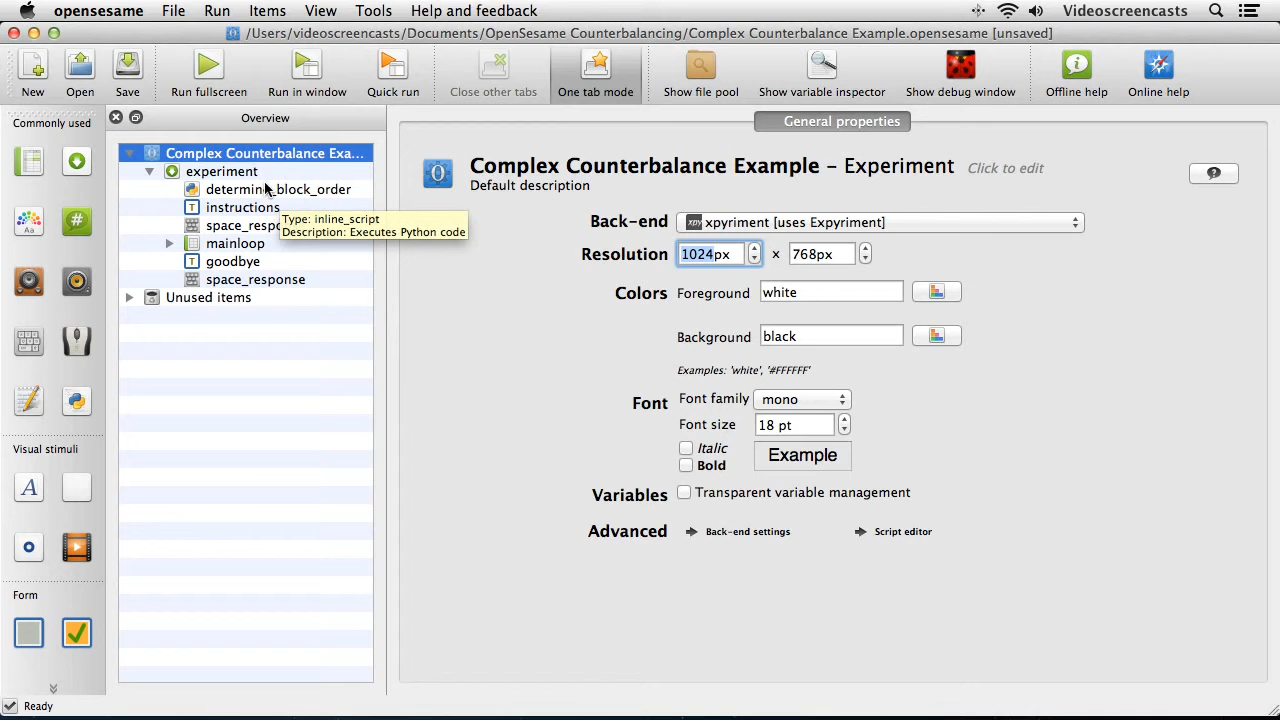 opensesame File Run Items View Tools Help and feedback Videoscreencasts
/Users/videoscreencasts/Documents/OpenSesame Counterbalancing/Complex Counterbalance Example.opensesame [unsaved]
New Open Save Run fullscreen Run in window Quick run Close other tabs One tab mode Show file pool Show variable inspector Show debug window Offline help Online help
Commonly used
Overview
General properties
Complex Counterbalance Exa...
experiment
determine_block_order
instructions
space_resp
mainloop
goodbye
space_response
Unused items
Type: inline_script
Description: Executes Python code
Complex Counterbalance Example – Experiment Click to edit
Default description
Back-end xpy xpyriment [uses Expyriment]
Resolution 1024px x 768px
Colors Foreground white
Background black
Examples: 'white', '#FFFFFF'
Font Font family mono
Font size 18 pt
Italic
Bold
Example
Variables Transparent variable management
Advanced Back-end settings Script editor
Aa
#
Visual stimuli
A
Form
Ready